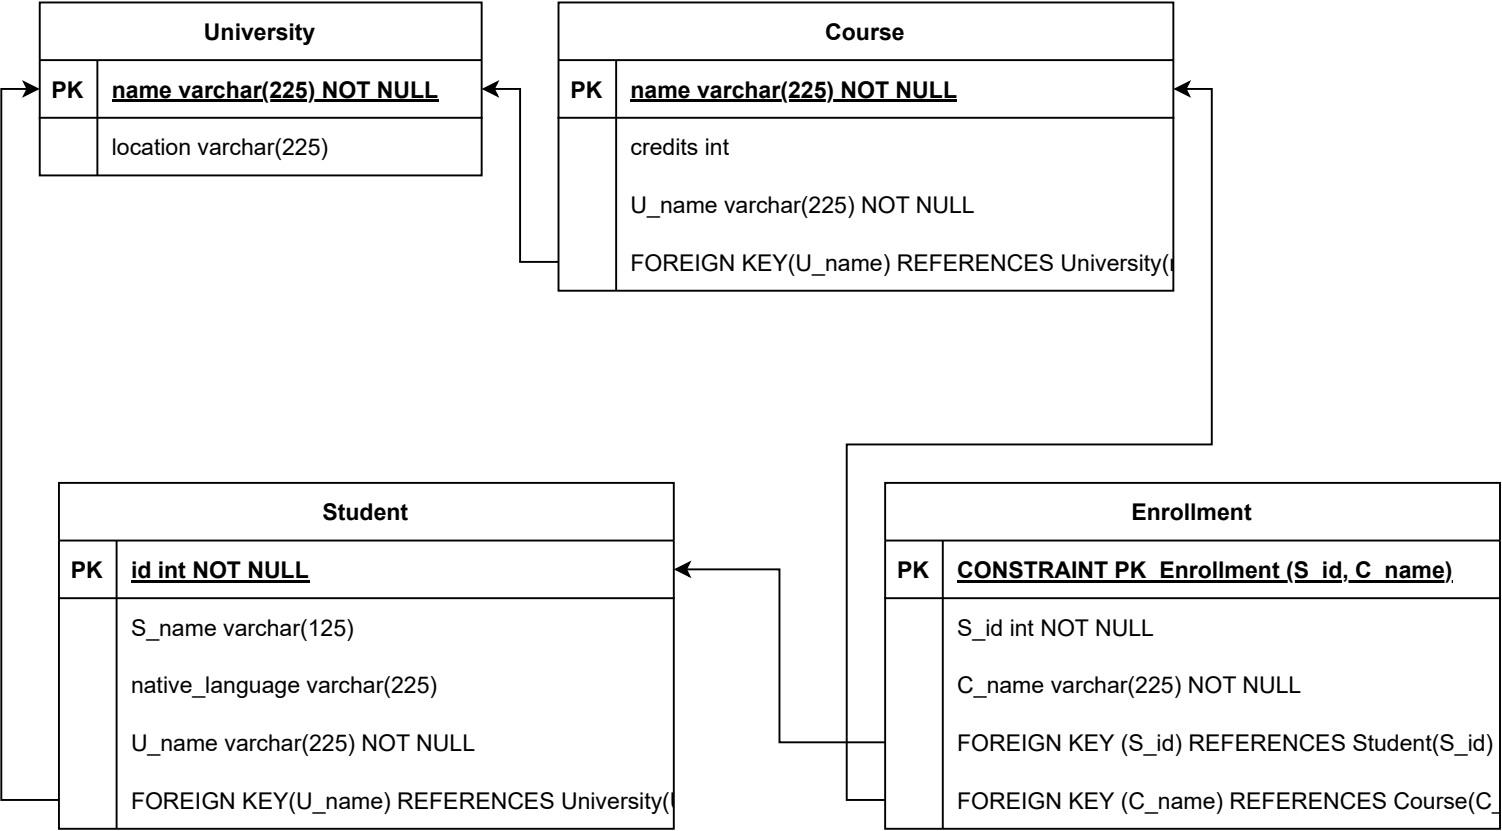 University
PK
name varchar(225) NOT NULL
location varchar(225)
Course
PK
name varchar(225) NOT NULL
credits int
U_name varchar(225) NOT NULL
FOREIGN KEY(U_name) REFERENCES University(
Student
PK
id int NOT NULL
S_name varchar(125)
native_language varchar(225)
U_name varchar(225) NOT NULL
FOREIGN KEY(U_name) REFERENCES University(
Enrollment
PK
CONSTRAINT PK_Enrollment (S_id, C_name)
S_id int NOT NULL
C_name varchar(225) NOT NULL
FOREIGN KEY (S_id) REFERENCES Student(S_id)
FOREIGN KEY (C_name) REFERENCES Course(C_